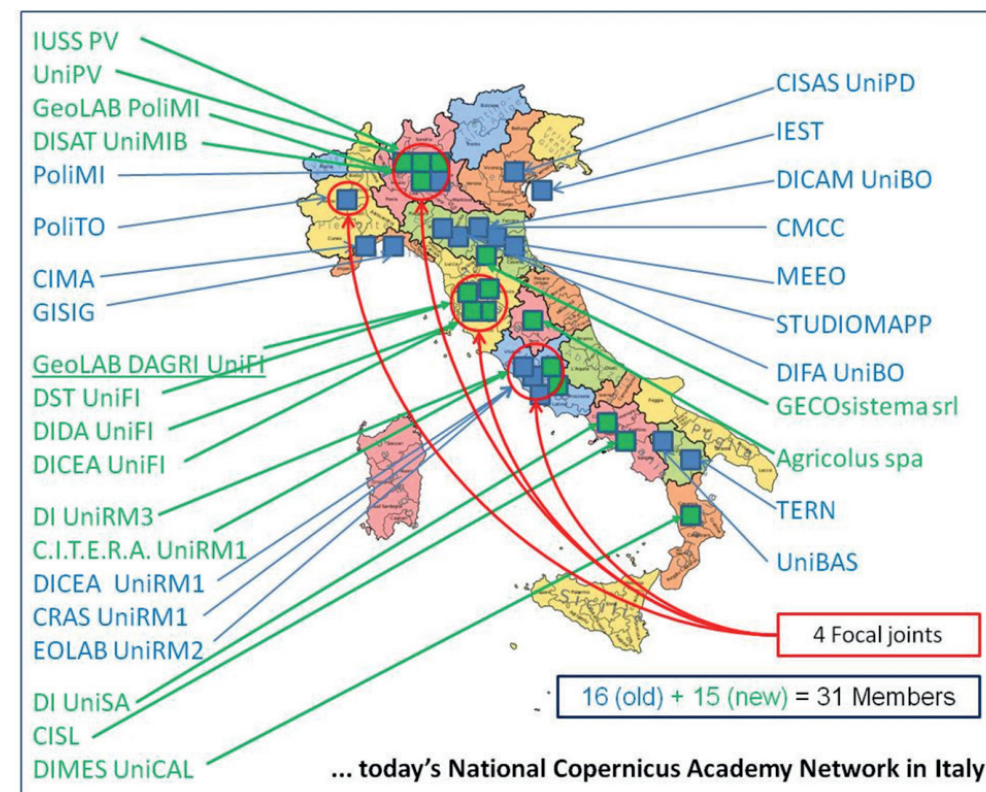 IUSS PV
UniPV
GeoLAB PoliMI
DISAT UniMIB
PoliMI
PoliTO
CIMA
GISIG
GeoLAB DAGRI UniFI
DST UniFI
DIDA UniFI
DICEA UniFI
DI UniRM3
C.I.T.E.R.A. UniRM1
DICEA UniRM1
CRAS UniRM1
EOLAB UniRM2
DI UniSA
CISL
DIMES UniCAL
CISAS UniPD
IEST
DICAM UniBO
CMCC
MEEO
STUDIOMAPP
DIFA UniBO
GECOsistema srl
Agricolus spa
TERN
UniBAS
4 Focal joints
16 (old) + 15 (new) = 31 Members
... today's National Copernicus Academy Network in Italy